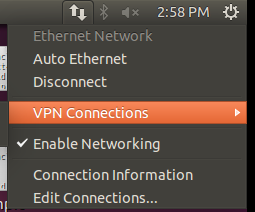 2:58 PM
Ethernet Network
Auto Ethernet
Disconnect
VPN Connections
Enable Networking
Connection Information
Edit Connections...